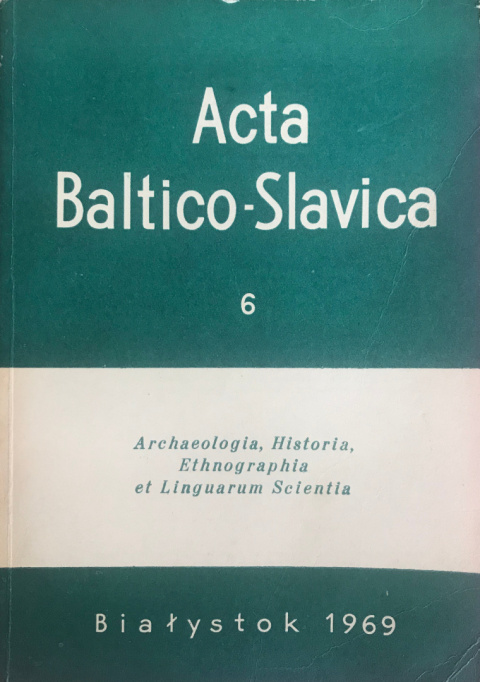 Acta
Baltico-Slavica
6
Archaeologia, Historia,
Ethnographia
et Linguarum Scientia
Białystok 1969